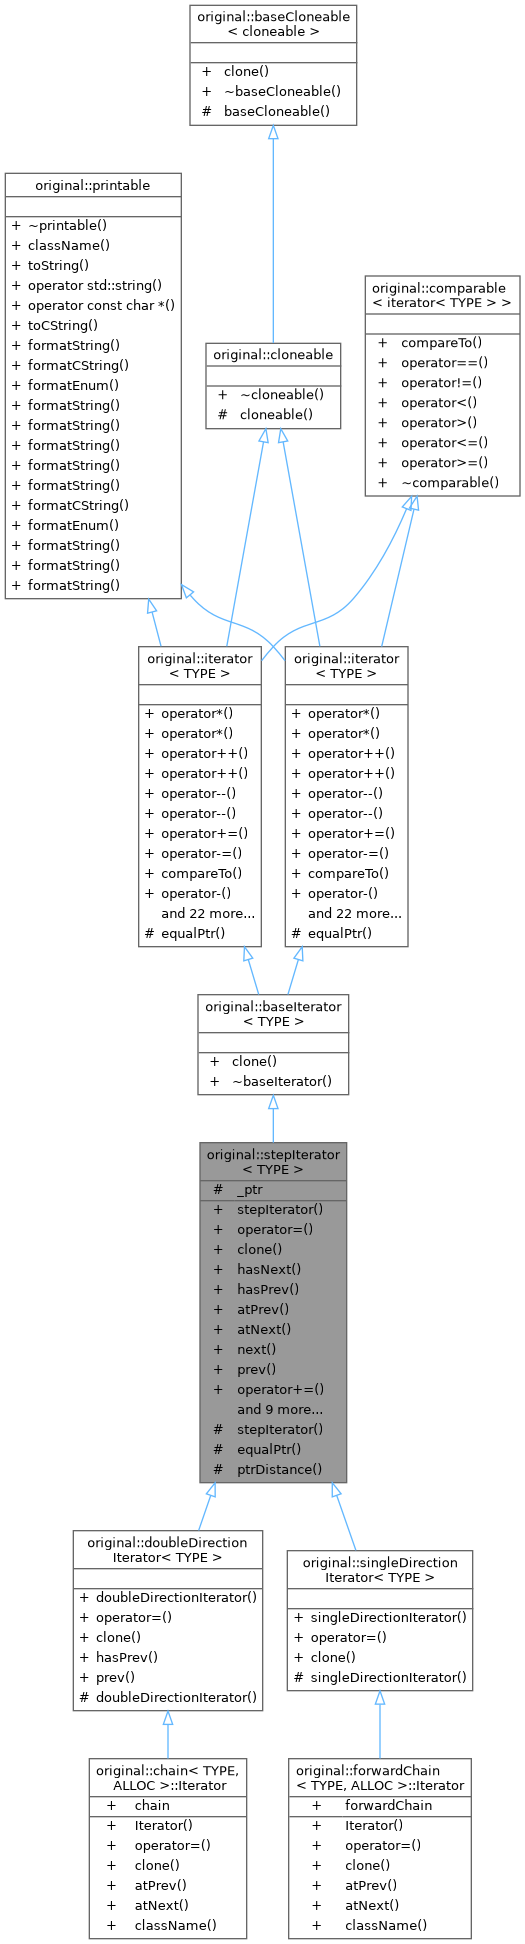 original::baseCloneable
< cloneable >
+ clone()
+ ~baseCloneable()
# baseCloneable()
original::printable
+ ~printable()
+ className()
+ toString()
+ operator std::string()
+ operator const char *()
+ toCString()
+ formatString()
+ formatCString()
+ formatEnum()
+ formatString()
+ formatString()
+ formatString()
+ formatString()
+ formatString()
+ formatCString()
+ formatEnum()
+ formatString()
+ formatString()
+ formatString()
original::comparable
< iterator< TYPE > >
+ compareTo()
+ operator==()
+ operator!=()
+ operator<()
+ operator>()
+ operator<=()
+ operator>=()
+ ~comparable()
original::cloneable
+ ~cloneable()
# cloneable()
original::iterator
< TYPE >
+ operator*()
+ operator*()
+ operator++()
+ operator++()
+ operator--()
+ operator--()
+ operator+=()
+ operator-=()
+ compareTo()
+ operator-()
and 22 more...
# equalPtr()
original::iterator
< TYPE >
+ operator*()
+ operator*()
+ operator++()
+ operator++()
+ operator--()
+ operator--()
+ operator+=()
+ operator-=()
+ compareTo()
+ operator-()
and 22 more...
# equalPtr()
original::baseIterator
< TYPE >
+ clone()
+ ~baseIterator()
original::stepIterator
< TYPE >
# _ptr
+ stepIterator()
+ operator=()
+ clone()
+ hasNext()
+ hasPrev()
+ atPrev()
+ atNext()
+ next()
+ prev()
+ operator+=()
and 9 more...
# stepIterator()
# equalPtr()
# ptrDistance()
original::doubleDirection
Iterator< TYPE >
+ doubleDirectionIterator()
+ operator=()
+ clone()
+ hasPrev()
+ prev()
# doubleDirectionIterator()
original::singleDirection
Iterator< TYPE >
+ singleDirectionIterator()
+ operator=()
+ clone()
# singleDirectionIterator()
original::chain< TYPE,
ALLOC >::Iterator
+ chain
+ Iterator()
+ operator=()
+ clone()
+ atPrev()
+ atNext()
+ className()
original::forwardChain
< TYPE, ALLOC >::Iterator
+ forwardChain
+ Iterator()
+ operator=()
+ clone()
+ atPrev()
+ atNext()
+ className()